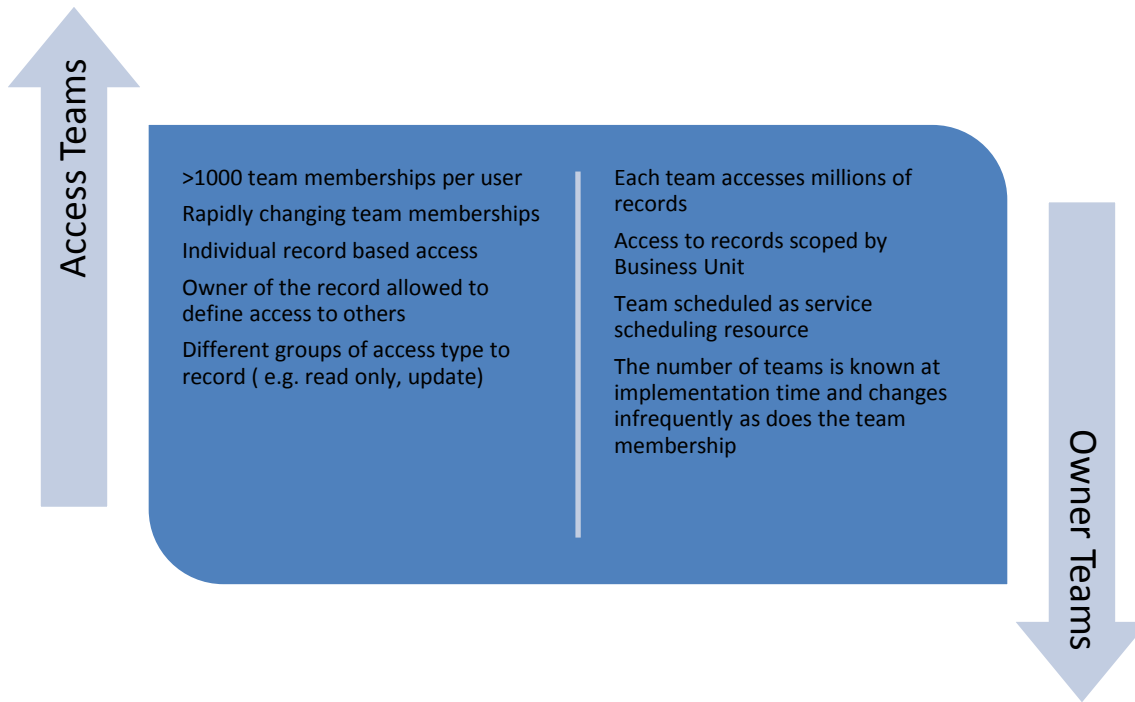 Access Teams
>1000 team memberships per user
Rapidly changing team memberships
Individual record based access
Owner of the record allowed to
define access to others
Different groups of access type to
record ( e.g. read only, update)
Each team accesses millions of
records
Access to records scoped by
Business Unit
Team scheduled as service
scheduling resource
The number of teams is known at
implementation time and changes
infrequently as does the team
membership
Owner Teams